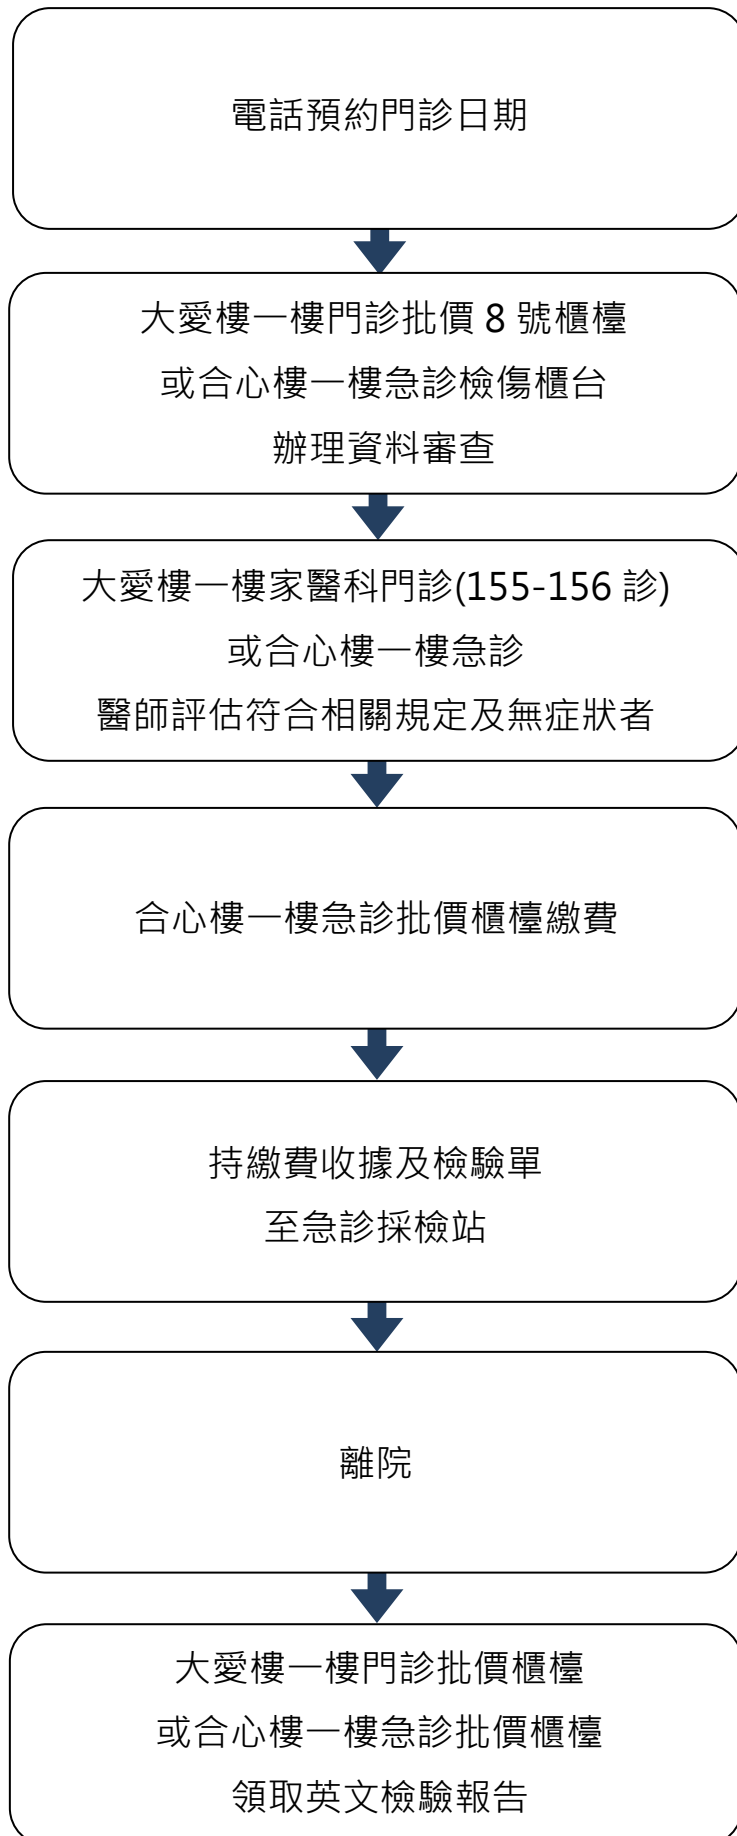 電話預約門診日期
大愛樓一樓門診批價 8 號櫃檯
或合心樓一樓急診檢傷櫃台
辦理資料審查
大愛樓一樓家醫科門診(155-156 診)
或合心樓一樓急診
醫師評估符合相關規定及無症狀者
合心樓一樓急診批價櫃檯繳費
持繳費收據及檢驗單
至急診採檢站
離院
大愛樓一樓門診批價櫃檯
或合心樓一樓急診批價櫃檯
領取英文檢驗報告